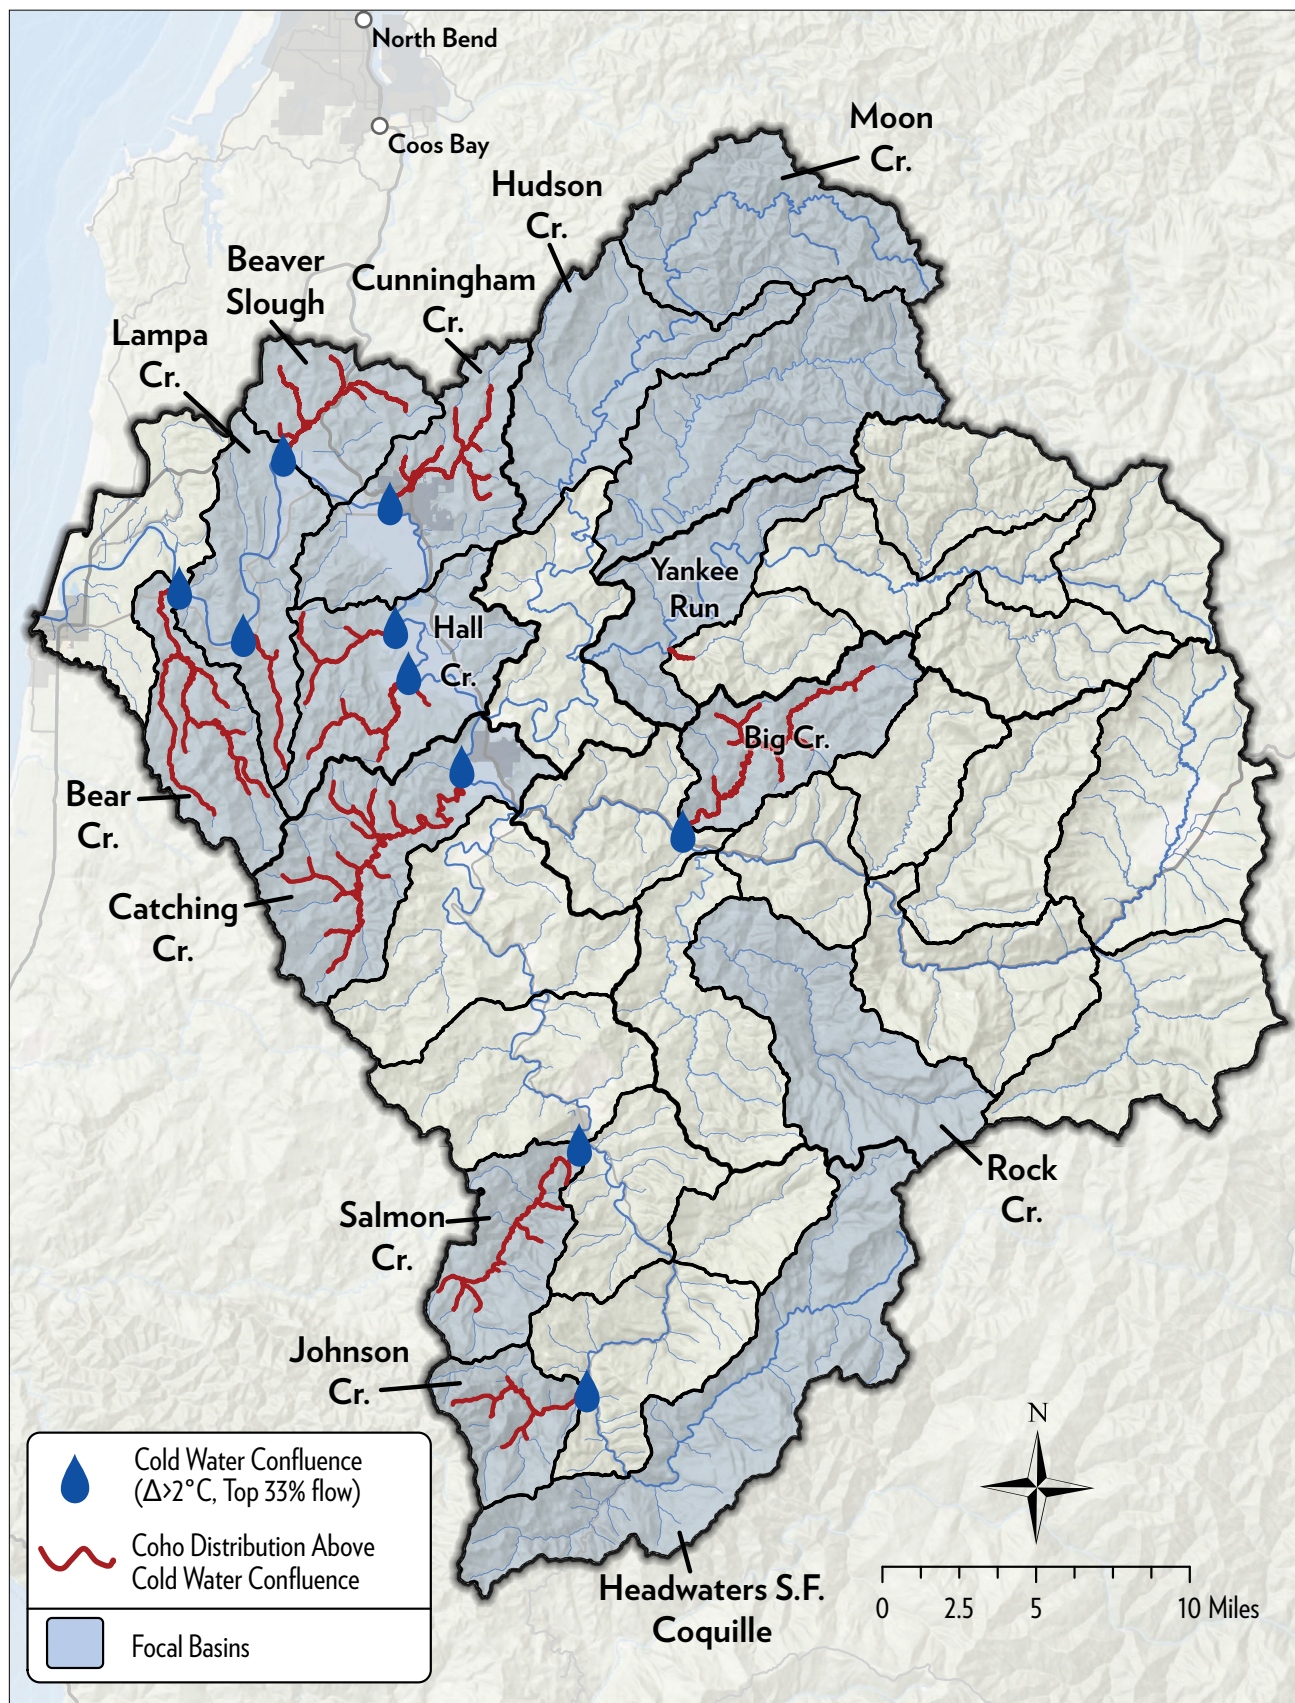 North Bend
Coos Bay
Moon
Cr.
Hudson
Cr.
Beaver
Slough
Cunningham
Cr.
Lampa
Cr.
Yankee
Run
Hall
Cr.
Big Cr.
Bear
Cr.
Catching
Cr.
Rock
Cr.
Salmon
Cr.
Johnson
Cr.
Headwaters S.F.
Coquille
N
0 2.5 5 10 Miles
Cold Water Confluence
(Δ>2°C, Top 33% flow)
Coho Distribution Above
Cold Water Confluence
Focal Basins